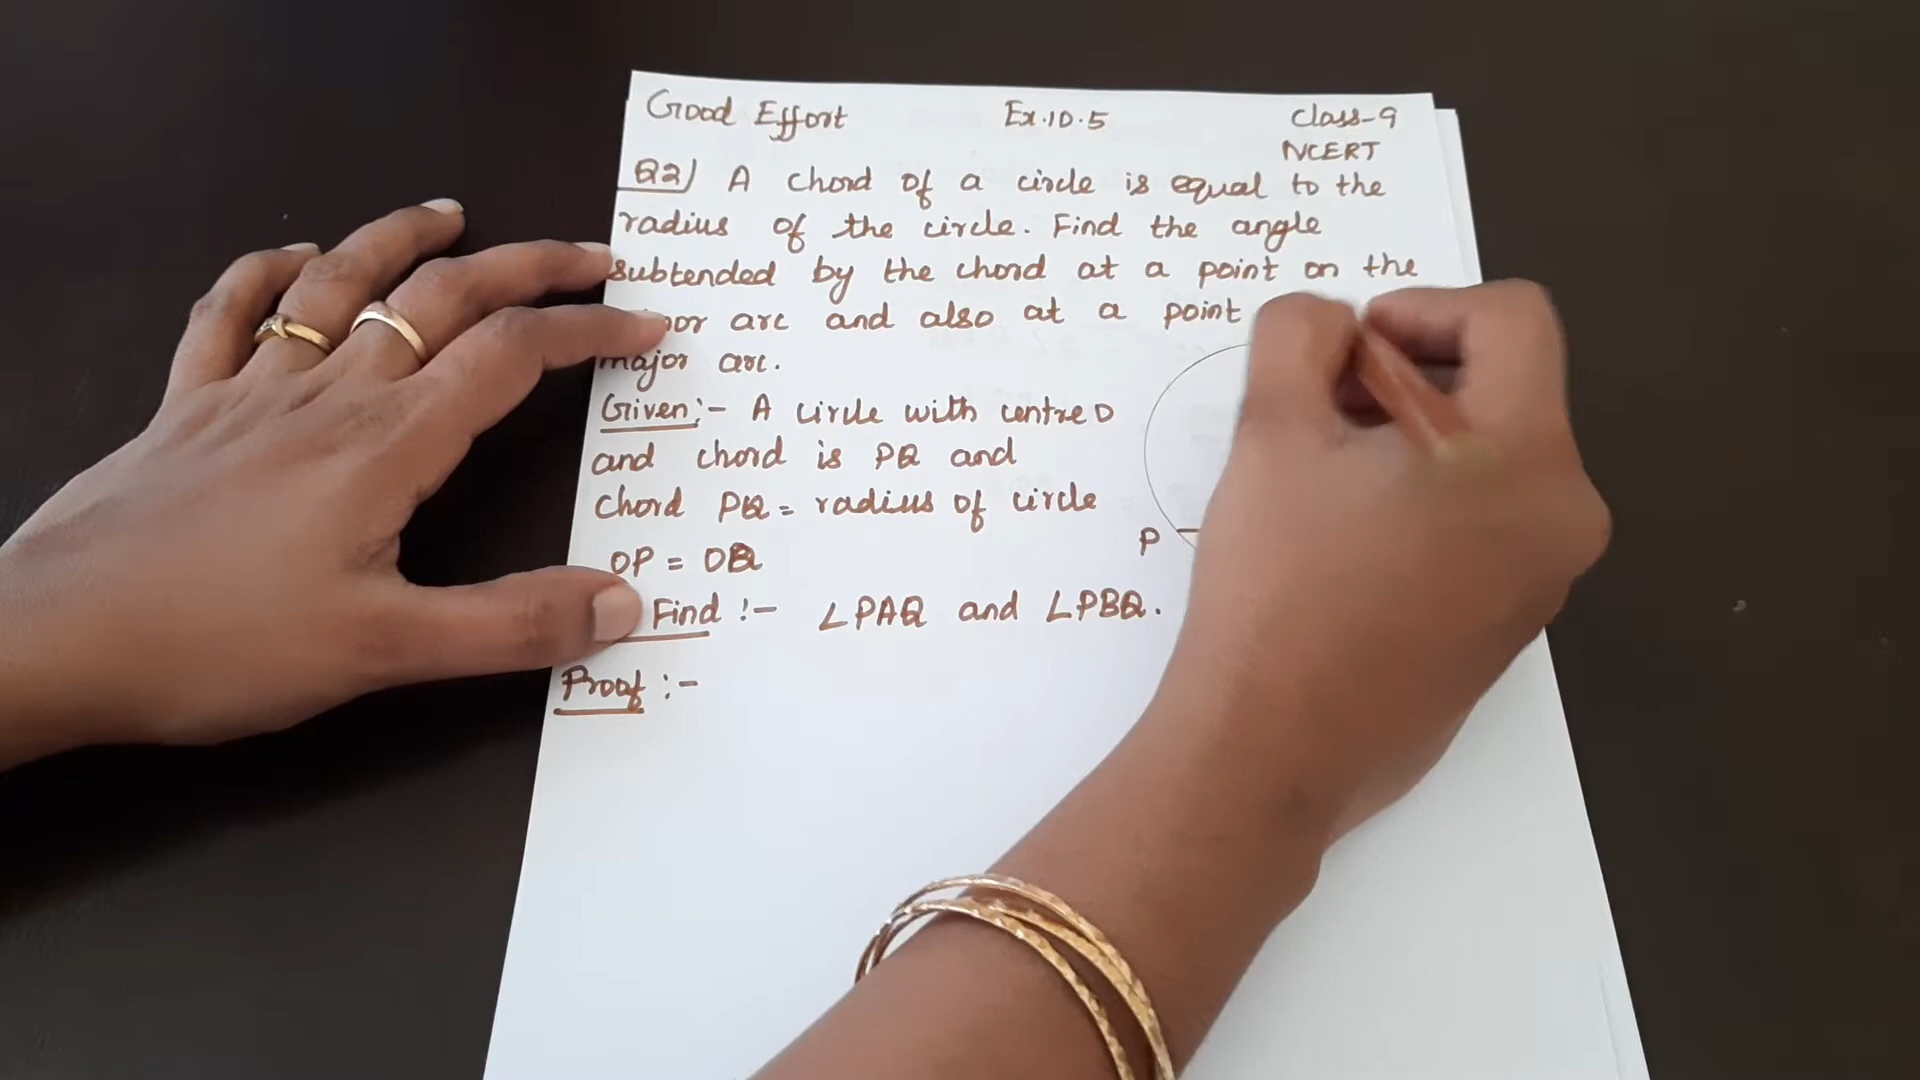 Good Effort Ex.10.5 Class-9
NCERT
Q2) A chord of a circle is equal to the
radius of the circle. Find the angle
subtended by the chord at a point on the
arc and also at a point
major arc.
Given:- A circle with centre O
and chord is PQ and
Chord PQ = radius of circle
OP = OQ
P
Find :- ∠PAQ and ∠PBQ.
Proof :-